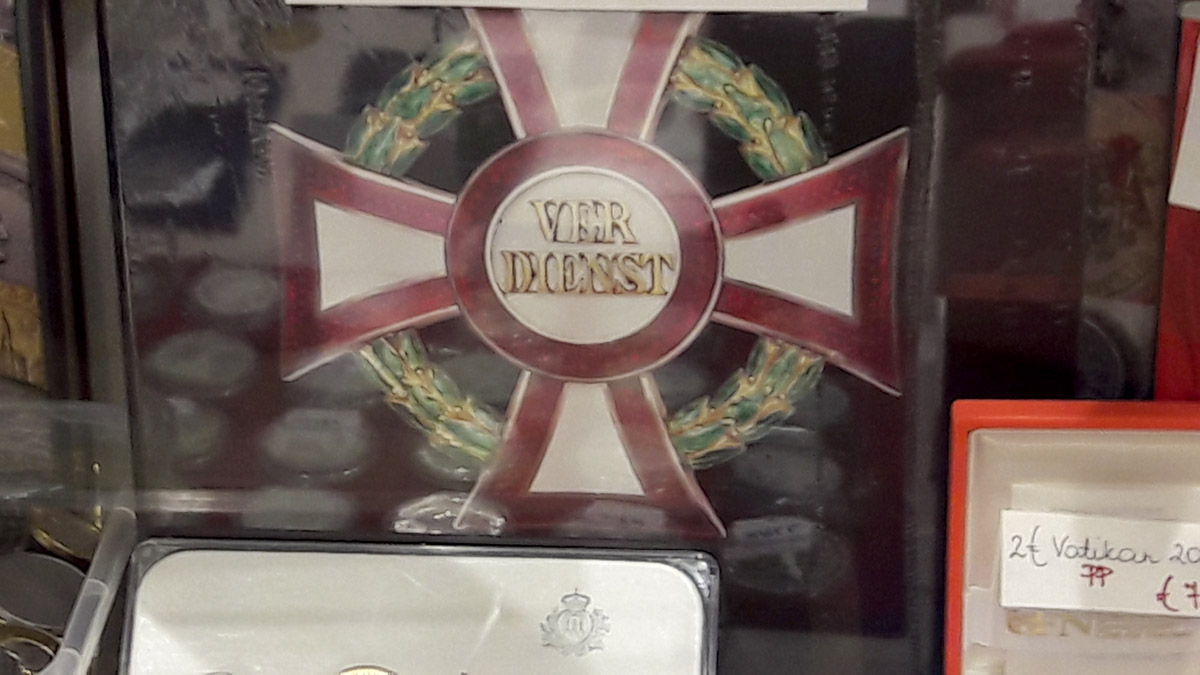 VER
DIENST
2€ Vatikan 20
PP
€ 7